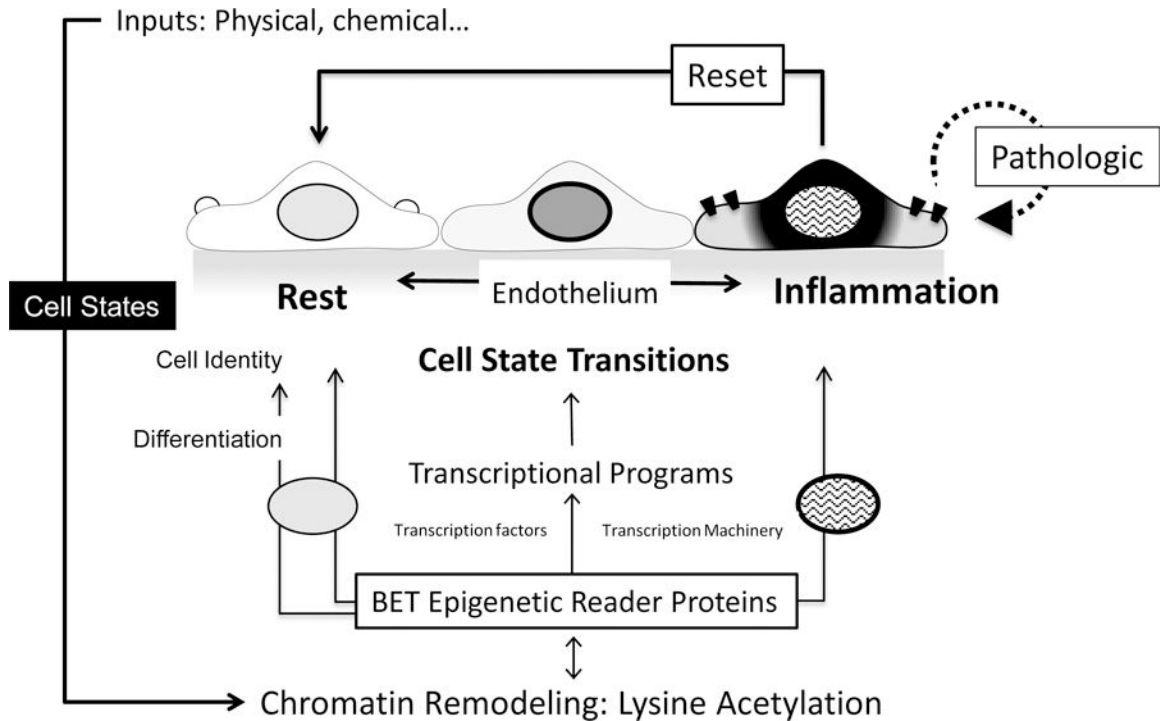 Inputs: Physical, chemical…
Reset
Pathologic
Rest
Endothelium
Inflammation
Cell States
Cell Identity
Cell State Transitions
Differentiation
Transcriptional Programs
Transcription factors
Transcription Machinery
BET Epigenetic Reader Proteins
Chromatin Remodeling: Lysine Acetylation